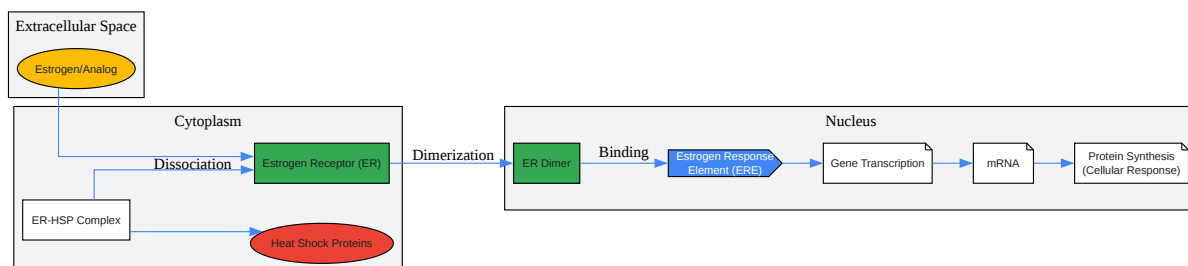 Extracellular Space
Estrogen/Analog
Cytoplasm
Dissociation
Estrogen Receptor (ER)
ER-HSP Complex
Heat Shock Proteins
Dimerization
Nucleus
ER Dimer
Binding
Estrogen Response
Element (ERE)
Gene Transcription
mRNA
Protein Synthesis
(Cellular Response)